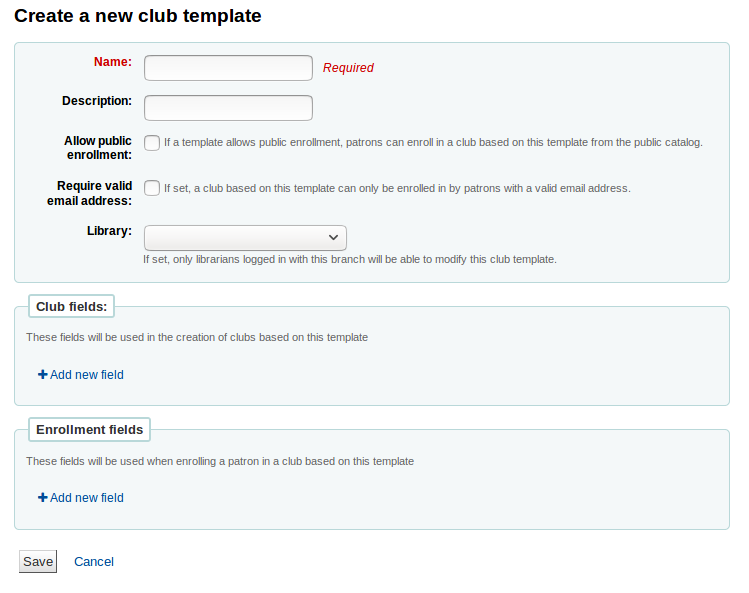 Create a new club template
Name:
Required
Description:
Allow public
enrollment:
If a template allows public enrollment, patrons can enroll in a club based on this template from the public catalog.
Require valid
email address:
If set, a club based on this template can only be enrolled in by patrons with a valid email address.
Library:
If set, only librarians logged in with this branch will be able to modify this club template.
Club fields:
These fields will be used in the creation of clubs based on this template
+ Add new field
Enrollment fields
These fields will be used when enrolling a patron in a club based on this template
+ Add new field
Save
Cancel